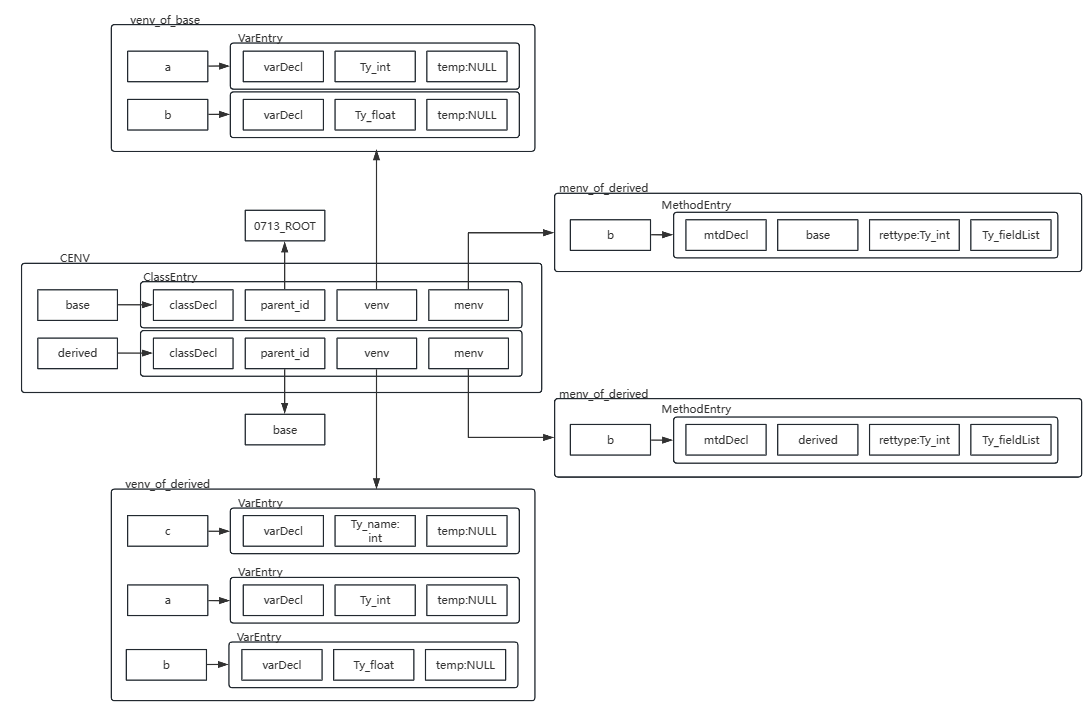 venv_of_base
VarEntry
a
varDecl
Ty_int
temp:NULL
b
varDecl
Ty_float
temp:NULL
menv_of_derived
MethodEntry
b
mtdDecl
base
rettype:Ty_int
Ty_fieldList
0713_ROOT
CENV
ClassEntry
base
classDecl
parent_id
venv
menv
derived
classDecl
parent_id
venv
menv
base
menv_of_derived
MethodEntry
b
mtdDecl
derived
rettype:Ty_int
Ty_fieldList
venv_of_derived
VarEntry
c
varDecl
Ty_name:
int
temp:NULL
VarEntry
a
varDecl
Ty_int
temp:NULL
VarEntry
b
varDecl
Ty_float
temp:NULL